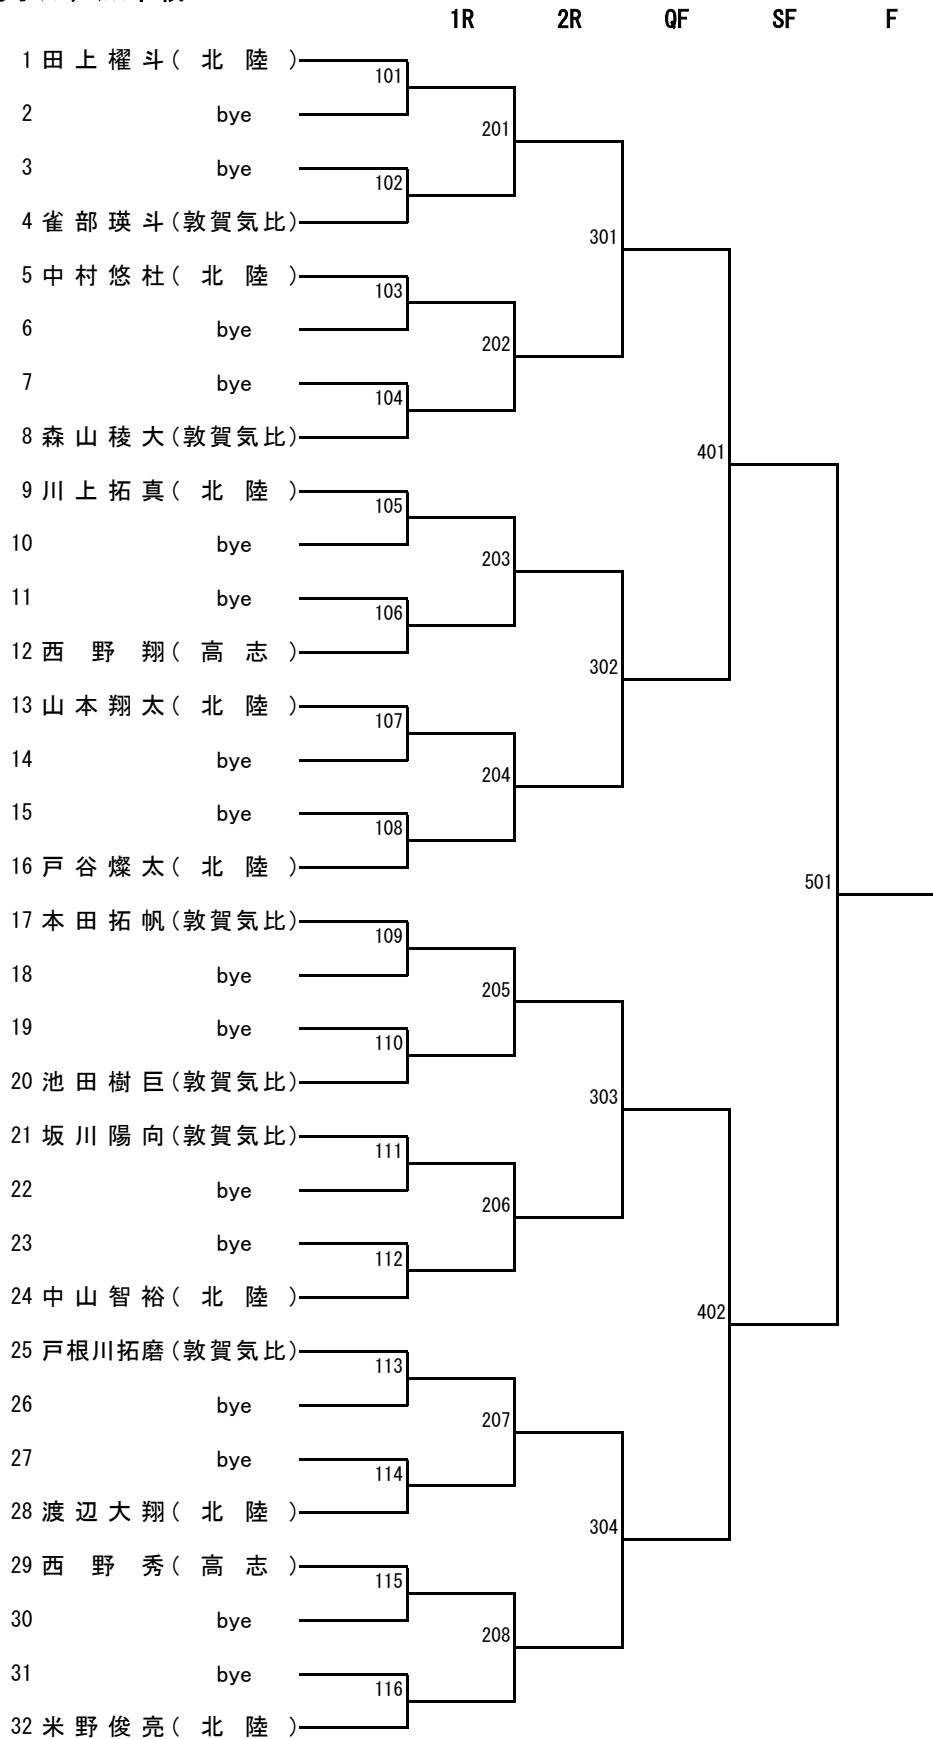 1R 2R QF SF F
1 田上櫂斗(北陸)
101
2 bye
201
3 bye
102
4 雀部瑛斗(敦賀気比)
301
5 中村悠杜(北陸)
103
6 bye
202
7 bye
104
8 森山稜大(敦賀気比)
401
9 川上拓真(北陸)
105
10 bye
203
11 bye
106
12 西野翔(高志)
302
13 山本翔太(北陸)
107
14 bye
204
15 bye
108
16 戸谷燦太(北陸)
501
17 本田拓帆(敦賀気比)
109
18 bye
205
19 bye
110
20 池田樹巨(敦賀気比)
303
21 坂川陽向(敦賀気比)
111
22 bye
206
23 bye
112
24 中山智裕(北陸)
402
25 戸根川拓磨(敦賀気比)
113
26 bye
207
27 bye
114
28 渡辺大翔(北陸)
304
29 西野秀(高志)
115
30 bye
208
31 bye
116
32 米野俊亮(北陸)